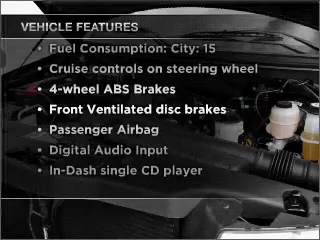 VEHICLE FEATURES
• Fuel Consumption: City: 15
• Cruise controls on steering wheel
• 4-wheel ABS Brakes
• Front Ventilated disc brakes
• Passenger Airbag
• Digital Audio Input
• In-Dash single CD player